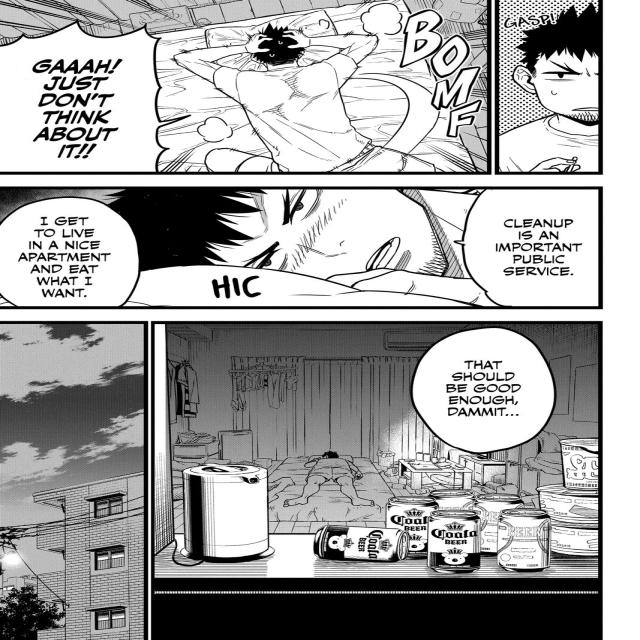 GASP!
BOMF
GAAAH!
JUST
DON'T
THINK
ABOUT
IT!!
CLEANUP
IS AN
IMPORTANT
PUBLIC
SERVICE.
HIC
I GET
TO LIVE
IN A NICE
APARTMENT
AND EAT
WHAT I
WANT.
THAT
SHOULD
BE GOOD
ENOUGH,
DAMMIT...
Coala
BEER
Coala
BEER
Coala
BEER
BEER